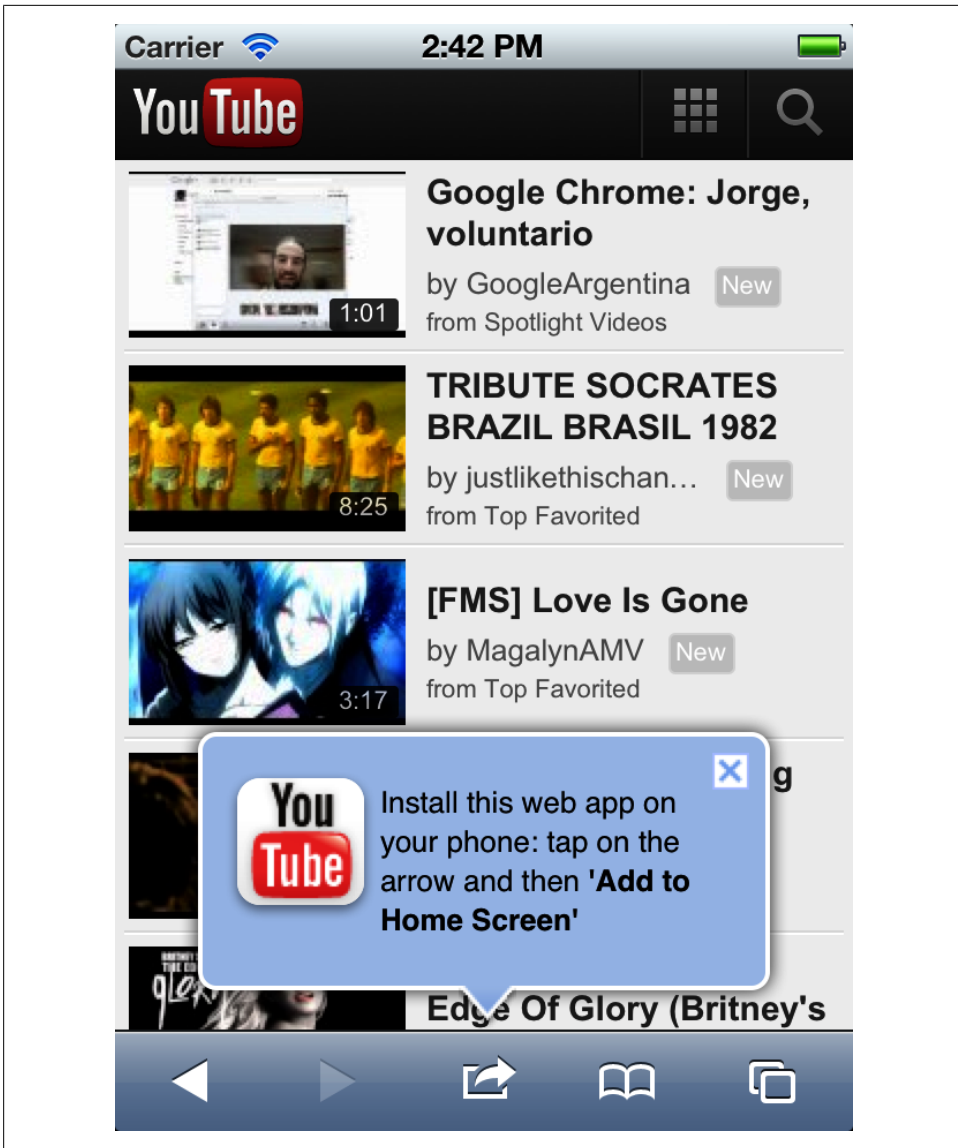 Carrier 2:42 PM
YouTube
Google Chrome: Jorge,
voluntario
by GoogleArgentina New
from Spotlight Videos
1:01
TRIBUTE SOCRATES
BRAZIL BRASIL 1982
by justlikethischan... New
from Top Favorited
8:25
[FMS] Love Is Gone
by MagalynAMV New
from Top Favorited
3:17
g
You
Tube
Install this web app on
your phone: tap on the
arrow and then 'Add to
Home Screen'
Edge Of Glory (Britney's